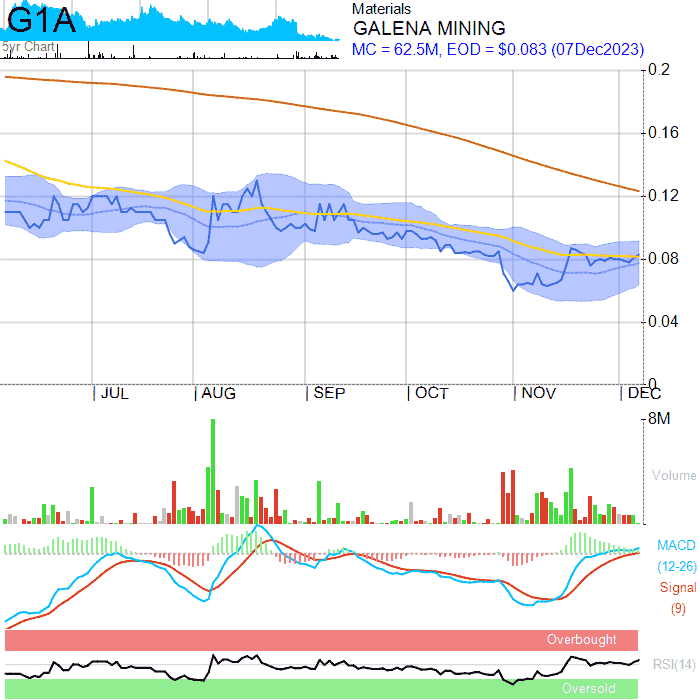 G1A
5yr Chart
Materials
GALENA MINING
MC = 62.5M, EOD = $0.083 (07Dec2023)
0.2
0.16
0.12
0.08
0.04
0
JUL AUG SEP OCT NOV DEC
8M
Volume
MACD
(12-26)
Signal
(9)
Overbought
RSI(14)
Oversold